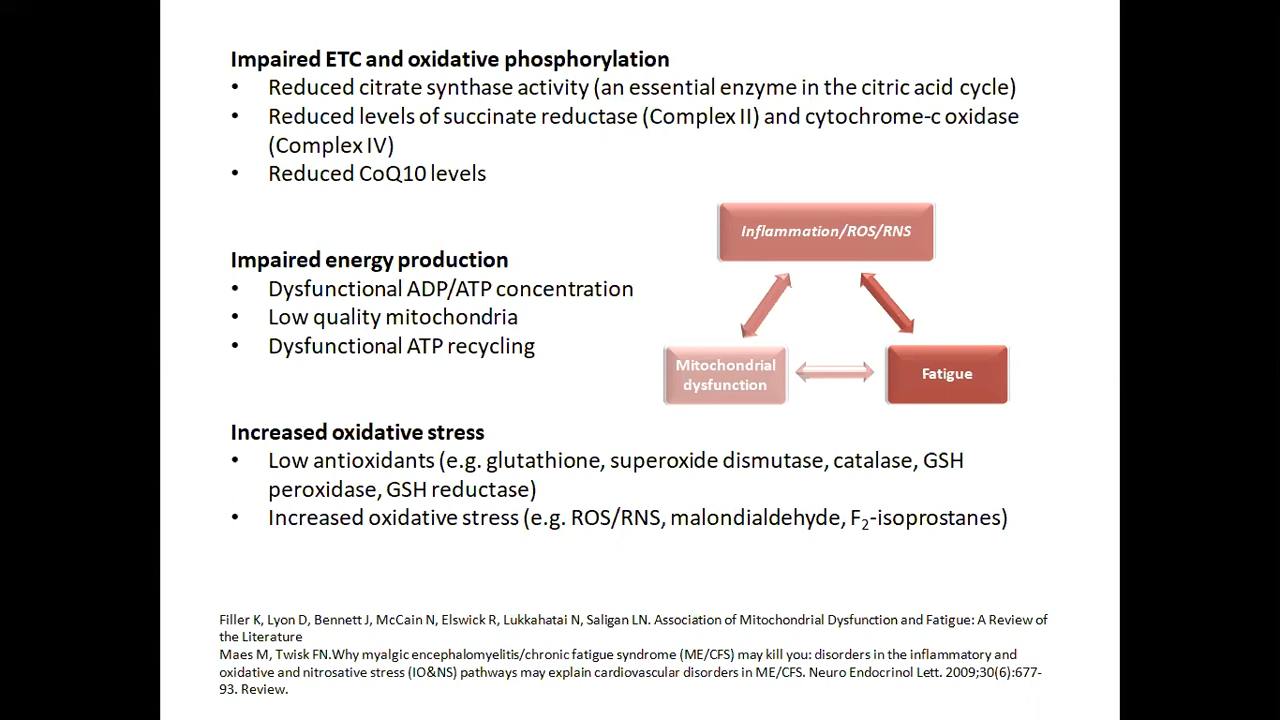 Impaired ETC and oxidative phosphorylation
• Reduced citrate synthase activity (an essential enzyme in the citric acid cycle)
• Reduced levels of succinate reductase (Complex II) and cytochrome-c oxidase
(Complex IV)
• Reduced CoQ10 levels
Inflammation/ROS/RNS
Impaired energy production
• Dysfunctional ADP/ATP concentration
• Low quality mitochondria
• Dysfunctional ATP recycling
Mitochondrial
dysfunction
Fatigue
Increased oxidative stress
• Low antioxidants (e.g. glutathione, superoxide dismutase, catalase, GSH
peroxidase, GSH reductase)
• Increased oxidative stress (e.g. ROS/RNS, malondialdehyde, F₂-isoprostanes)
Filler K, Lyon D, Bennett J, McCain N, Elswick R, Lukkahatai N, Saligan LN. Association of Mitochondrial Dysfunction and Fatigue: A Review of
the Literature
Maes M, Twisk FN.Why myalgic encephalomyelitis/chronic fatigue syndrome (ME/CFS) may kill you: disorders in the inflammatory and
oxidative and nitrosative stress (IO&NS) pathways may explain cardiovascular disorders in ME/CFS. Neuro Endocrinol Lett. 2009;30(6):677-
93. Review.